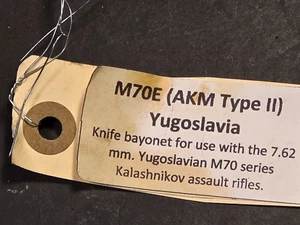 M70E (AKM Type II)
Yugoslavia
Knife bayonet for use with the 7.62
mm. Yugoslavian M70 series
Kalashnikov assault rifles.